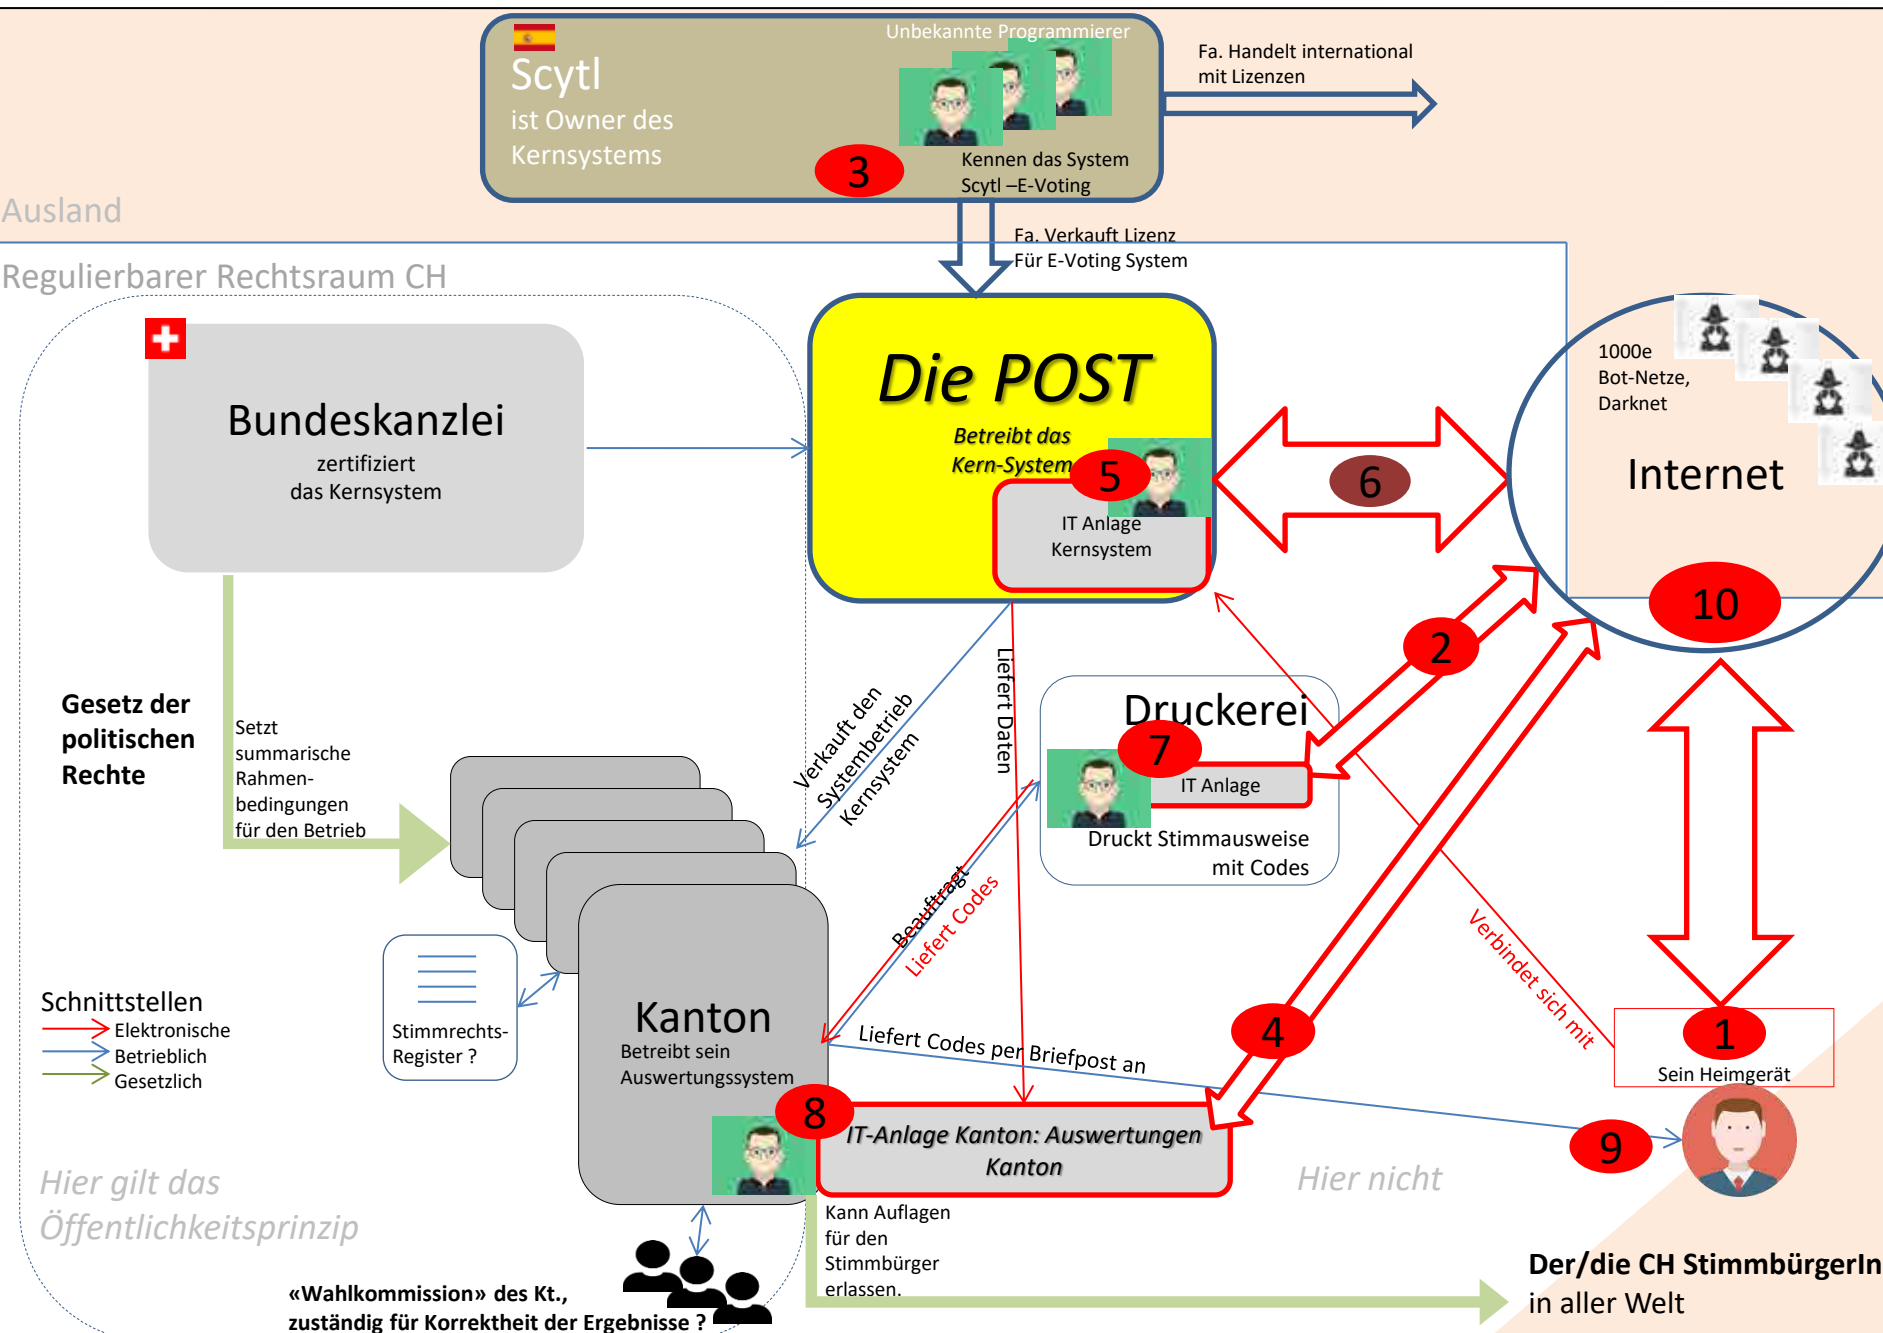 Unbekannte Programmierer
Scytl
ist Owner des
Kernsystems
3
Kennen das System
Scytl –E-Voting
Fa. Handelt international
mit Lizenzen
Ausland
Fa. Verkauft Lizenz
Für E-Voting System
Regulierbarer Rechtsraum CH
Bundeskanzlei
zertifiziert
das Kernsystem
Die POST
Betreibt das
Kern-System
5
IT Anlage
Kernsystem
6
1000e
Bot-Netze,
Darknet
Internet
10
2
Gesetz der
politischen
Rechte
Setzt
summarische
Rahmen-
bedingungen
für den Betrieb
Verkauft den
Systembetrieb
Kernsystem
Liefert Daten
Druckerei
7
IT Anlage
Druckt Stimmausweise
mit Codes
Beauftragt
Liefert Codes
Verbindet sich mit
Schnittstellen
Elektronische
Betrieblich
Gesetzlich
Stimmrechts-
Register ?
Kanton
Betreibt sein
Auswertungssystem
Liefert Codes per Briefpost an
4
1
Sein Heimgerät
8
IT-Anlage Kanton: Auswertungen
Kanton
9
Hier gilt das
Öffentlichkeitsprinzip
Hier nicht
Kann Auflagen
für den
Stimmbürger
erlassen.
«Wahlkommission» des Kt.,
zuständig für Korrektheit der Ergebnisse ?
Der/die CH StimmbürgerIn
in aller Welt